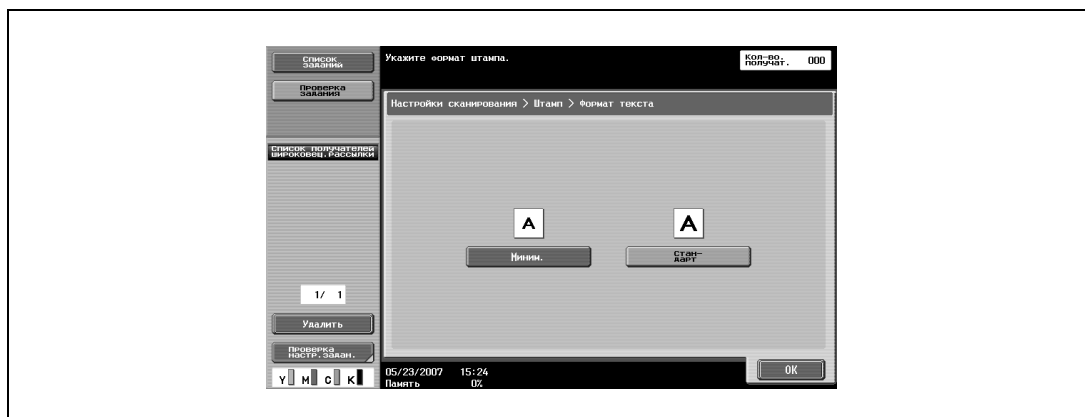 Список
заданий
Укажите формат штампа.
Кол-во.
получат. 000
Проверка
задания
Настройки сканирования > Штамп > Формат текста
Список получателей
широковещ.рассылки
A
A
Миним.
Стан-
дарт
1/ 1
Удалить
Проверка
настр.задан.
Y M C K
05/23/2007 15:24
Память 0%
OK